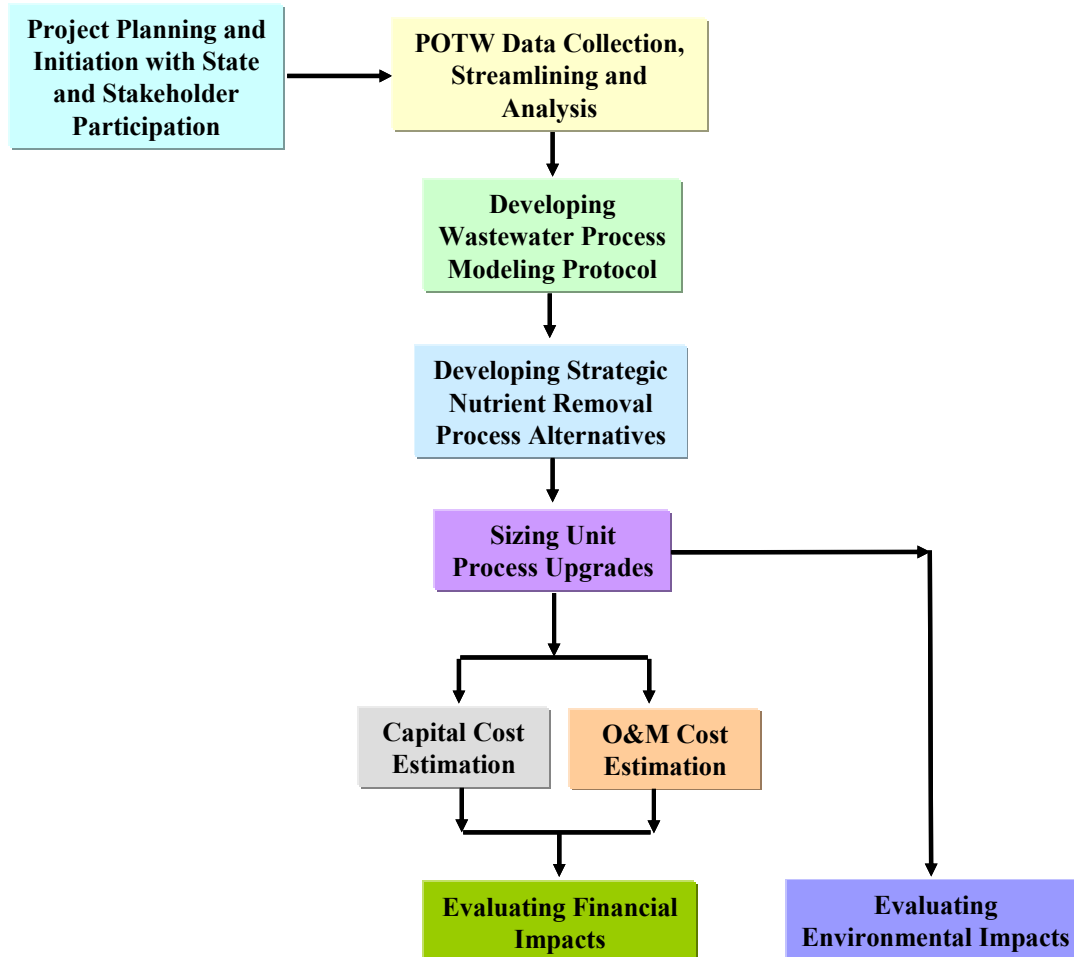 Project Planning and
Initiation with State
and Stakeholder
Participation
POTW Data Collection,
Streamlining and
Analysis
Developing
Wastewater Process
Modeling Protocol
Developing Strategic
Nutrient Removal
Process Alternatives
Sizing Unit
Process Upgrades
Capital Cost
Estimation
O&M Cost
Estimation
Evaluating Financial
Impacts
Evaluating
Environmental Impacts